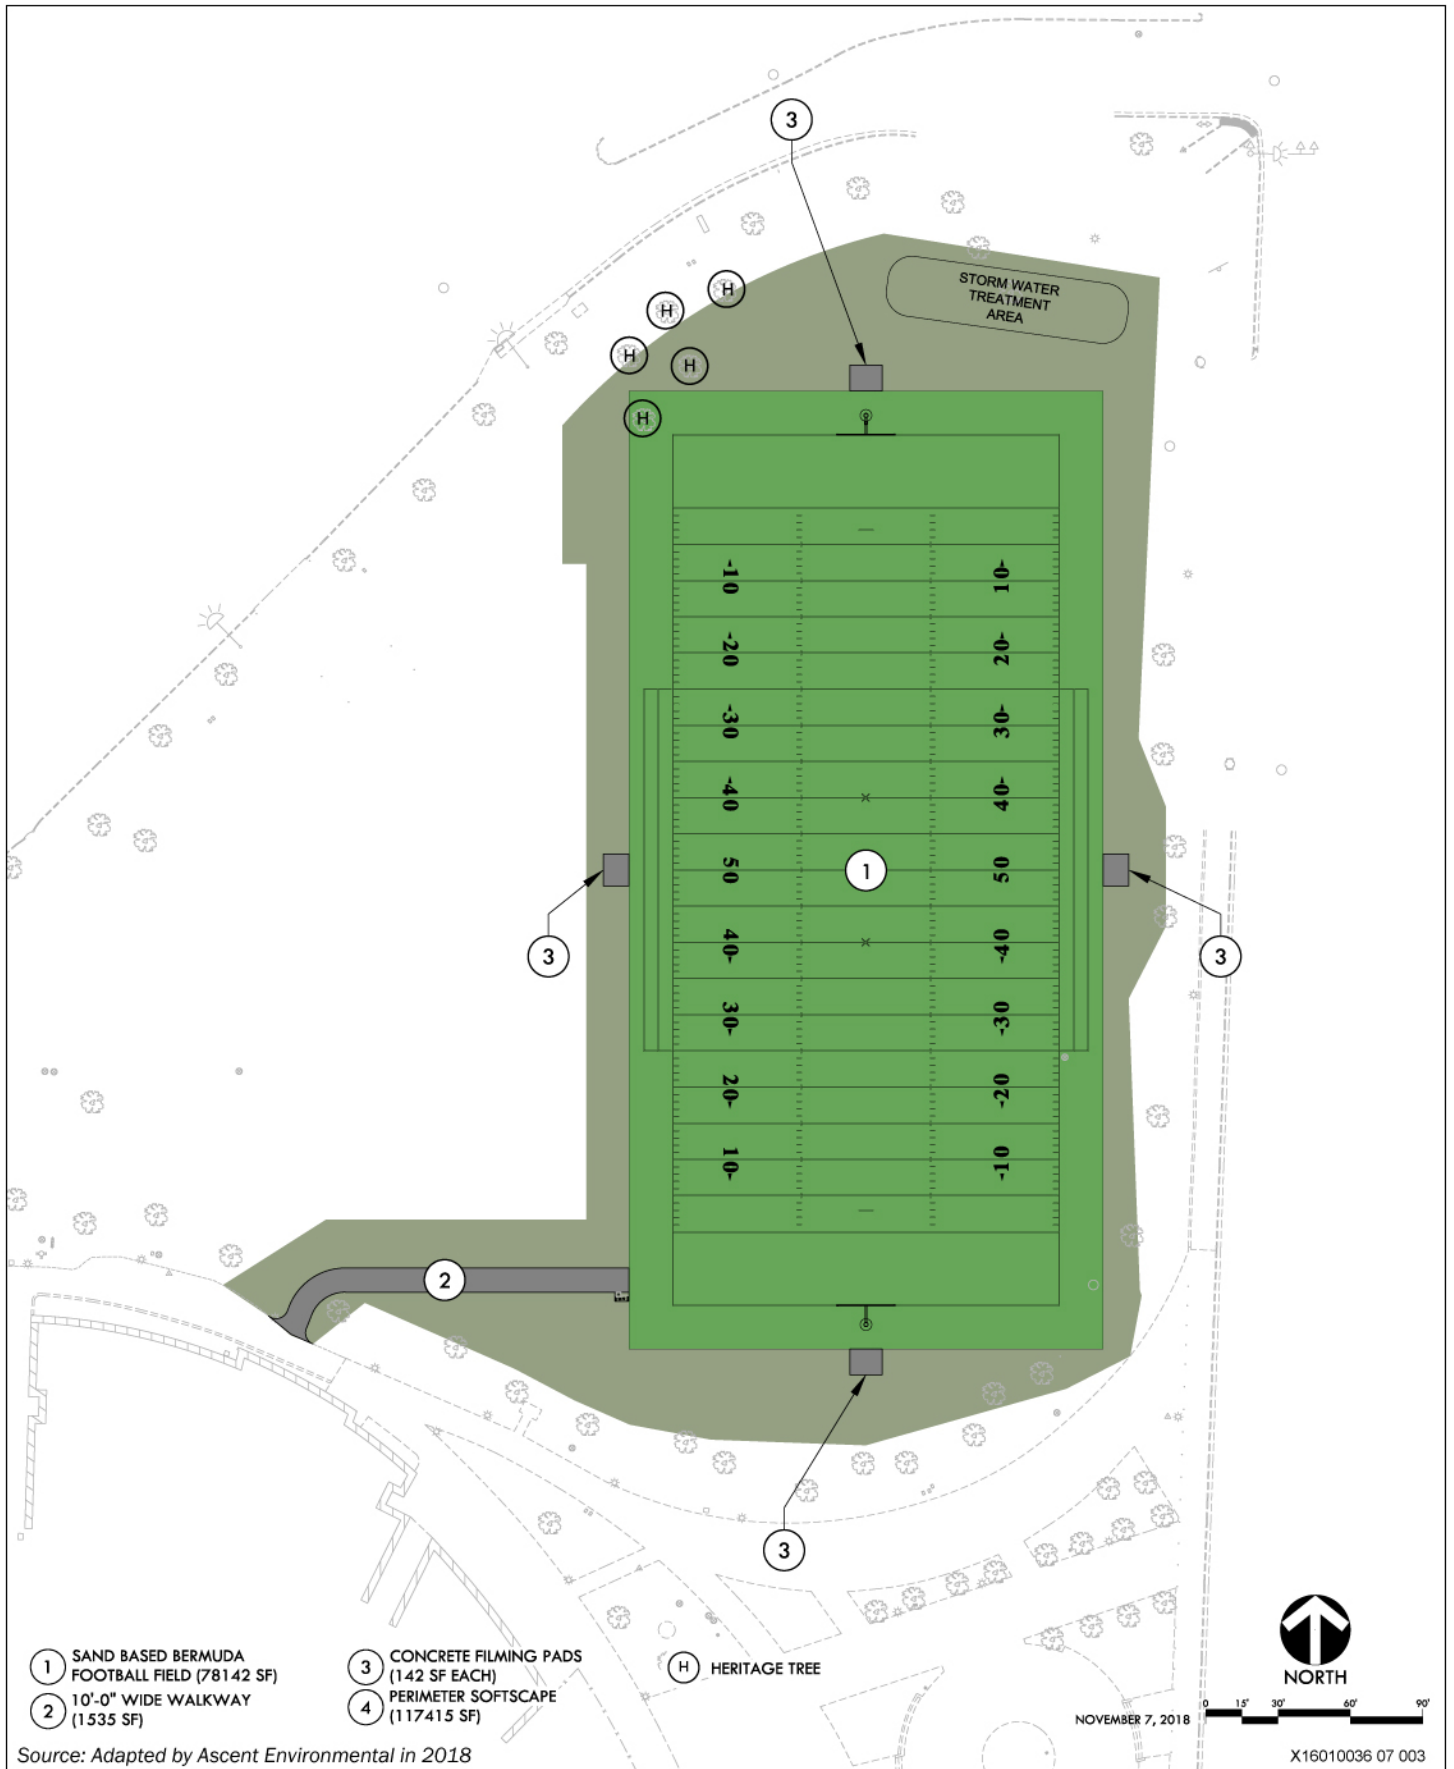 3
STORM WATER
TREATMENT
AREA
H
H
H
H
H
10 10
20 20
30 30
40 40
50 1 50
3 3
40 40
30 30
20 20
10 10
2
3
1 SAND BASED BERMUDA
FOOTBALL FIELD (78142 SF)
2 10'-0" WIDE WALKWAY
(1535 SF)
3 CONCRETE FILMING PADS
(142 SF EACH)
4 PERIMETER SOFTSCAPE
(117415 SF)
H HERITAGE TREE
NORTH
0 15' 30' 60' 90'
NOVEMBER 7, 2018
Source: Adapted by Ascent Environmental in 2018
X16010036 07 003